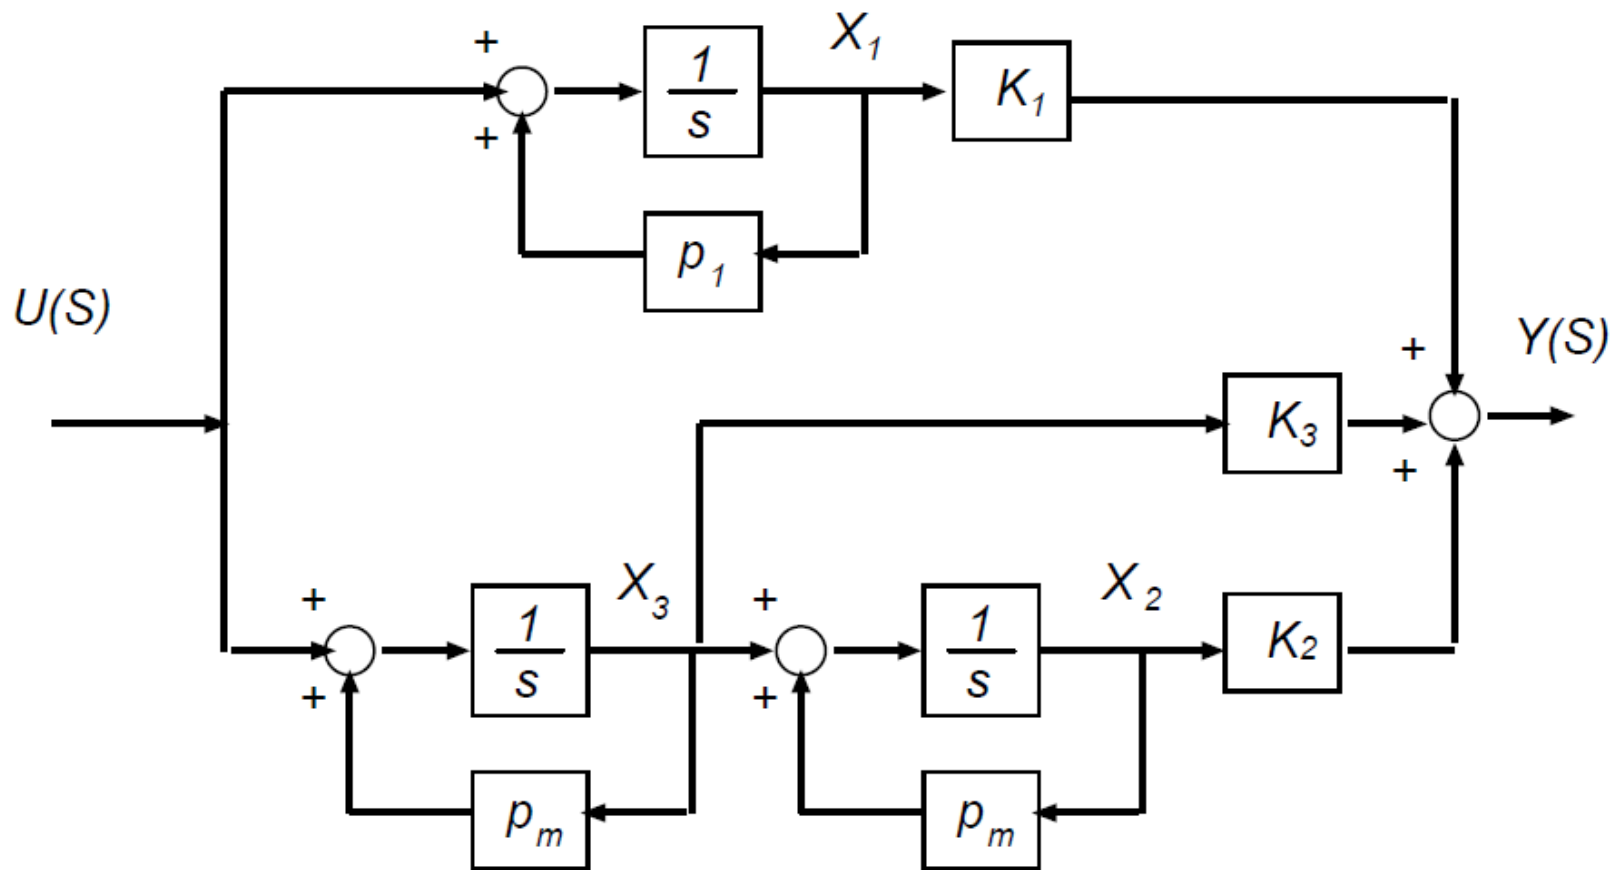 +
1
s
X1
K1
+
p1
U(S)
+
Y(S)
K3
+
+
1
s
X3
+
1
s
X2
K2
+
+
pm
pm